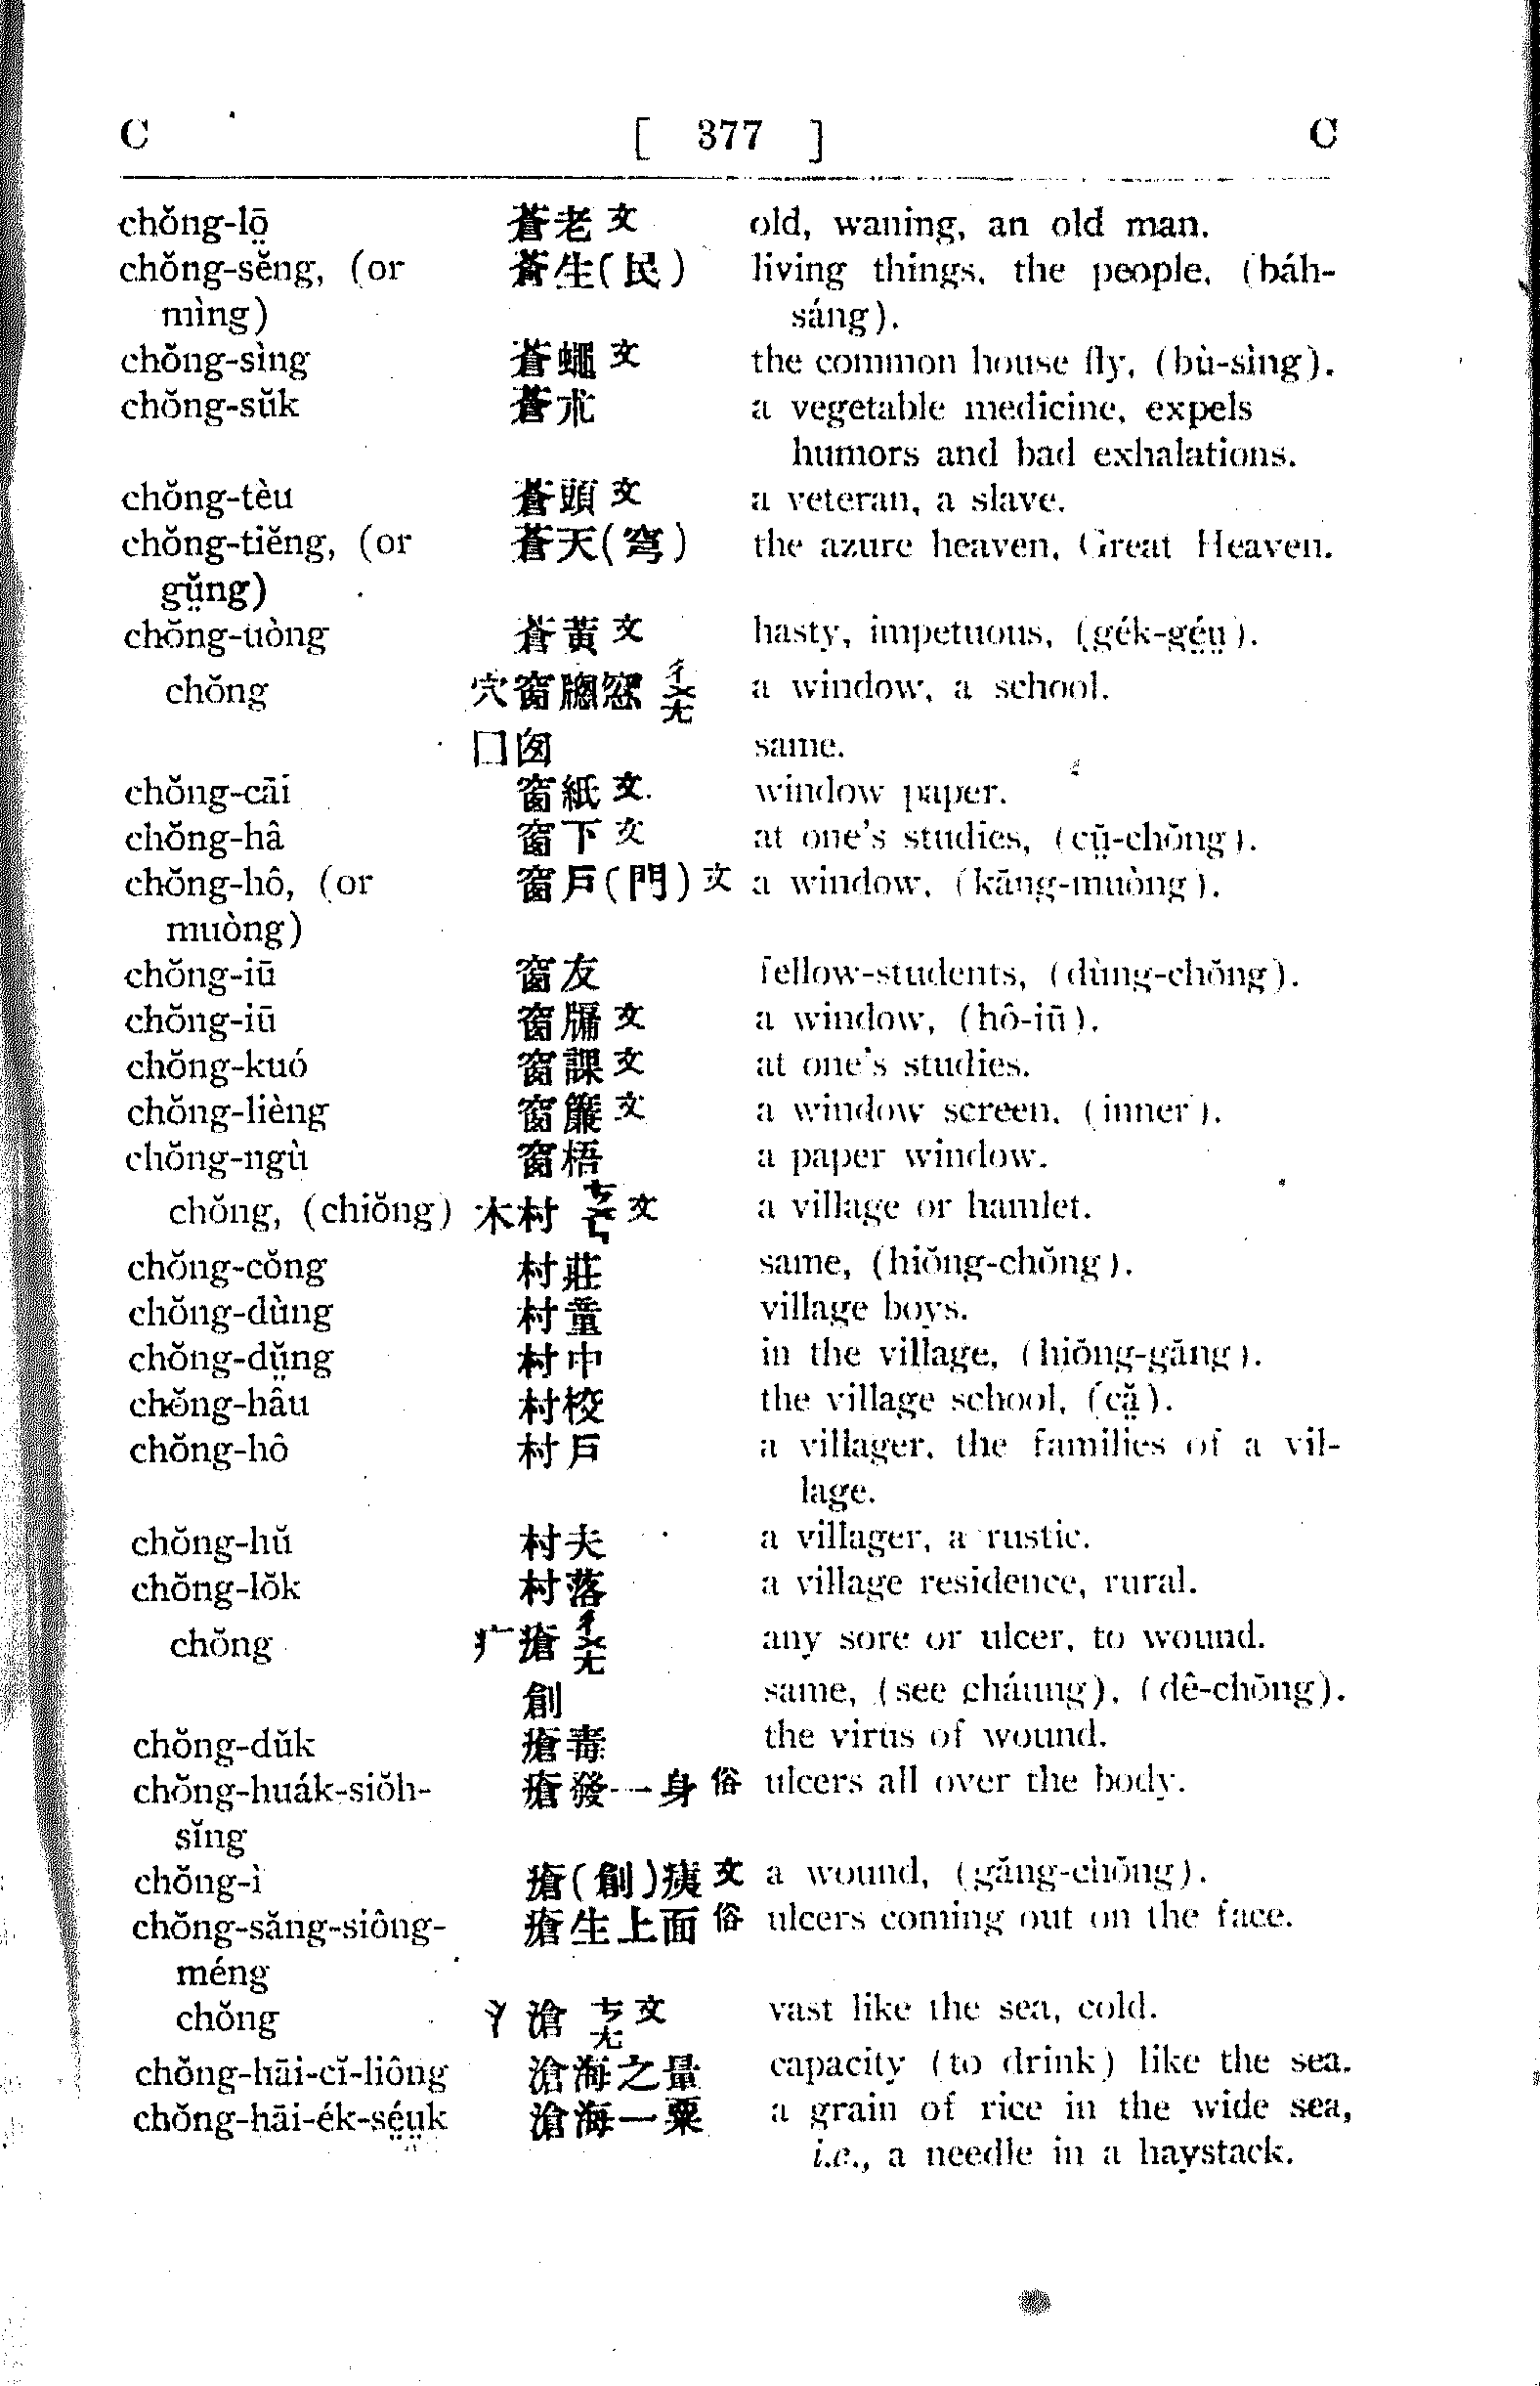 C [ 377 ] C
chŏng-lō̤ 蒼老文 old, waning, an old man.
chŏng-sĕng, (or 蒼生(民) living things, the people, (báh-
mìng) sáng).
chŏng-sìng 蒼蠅文 the common house fly, (bù-sìng).
chŏng-sŭk 蒼朮 a vegetable medicine, expels
humors and bad exhalations.
chŏng-tèu 蒼頭文 a veteran, a slave.
chŏng-tiĕng, (or 蒼天(穹) the azure heaven, Great Heaven.
gṳ̆ng)
chŏng-uòng 蒼黃文 hasty, impetuous, (gék-gé̤ṳ).
chŏng 穴窗牕窓 ㄔㄨㄤ a window, a school.
囗囱 same.
chŏng-cāi 窗紙文 window paper.
chŏng-hâ 窗下文 at one's studies, (cṳ̄-chŏng).
chŏng-hô, (or 窗戶(門)文 a window, (kăng-muòng).
muòng)
chŏng-iū 窗友 fellow-students, (dùng-chŏng).
chŏng-iū 窗牖文 a window, (hô-iū).
chŏng-kuó 窗課文 at one's studies.
chŏng-lièng 窗簾文 a window screen, (inner).
chŏng-ngù 窗梧 a paper window.
chŏng, (chiŏng) 木村 ㄘㄨㄣ文 a village or hamlet.
chŏng-cŏng 村莊 same, (hiŏng-chŏng).
chŏng-dùng 村童 village boys.
chŏng-dṳ̆ng 村中 in the village, (hiŏng-găng).
chŏng-hâu 村校 the village school, (că̤).
chŏng-hô 村戶 a villager, the families of a vil-
lage.
chŏng-hŭ 村夫 a villager, a rustic.
chŏng-lŏk 村落 a village residence, rural.
chŏng 疒瘡 ㄔㄨㄤ any sore or ulcer, to wound.
創 same, (see cháung), (dê-chŏng).
chŏng-dŭk 瘡毒 the virus of wound.
chŏng-huák-siŏh- 瘡發一身俗 ulcers all over the body.
sĭng
chŏng-ì 瘡(創)痍文 a wound, (găng-chŏng).
chŏng-săng-siông- 瘡生上面俗 ulcers coming out on the face.
méng
chŏng 氵滄 ㄘㄤ文 vast like the sea, cold.
chŏng-hāi-cĭ-liông 滄海之量 capacity (to drink) like the sea.
chŏng-hāi-ék-sé̤ṳk 滄海一粟 a grain of rice in the wide sea,
i.e., a needle in a haystack.